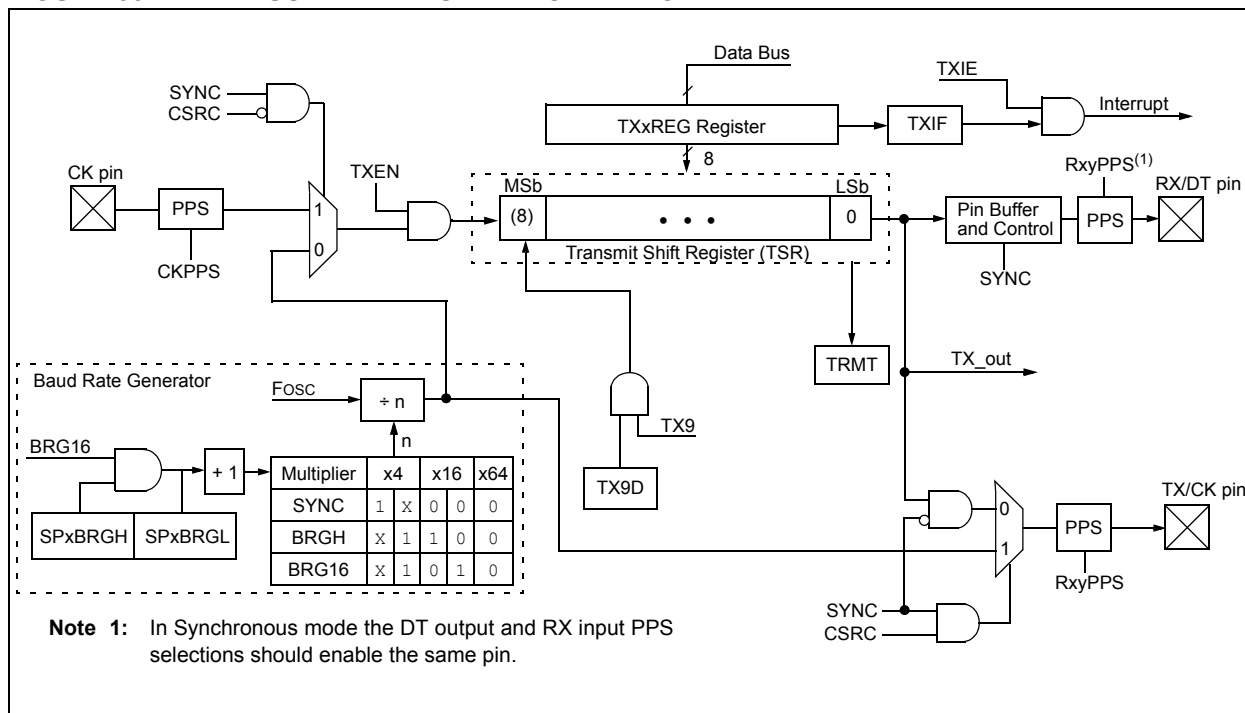 Data Bus
TXIE
Interrupt
SYNC
CSRC
TXxREG Register
TXIF
8
CK pin
TXEN
MSb
LSb
RxyPPS(1)
RX/DT pin
PPS
1
0
(8)
• • •
0
Pin Buffer
and Control
PPS
CKPPS
Transmit Shift Register (TSR)
SYNC
TRMT
TX_out
Baud Rate Generator
FOSC
÷ n
n
TX9
TX9D
BRG16
+ 1
SPxBRGH SPxBRGL
Multiplier x4 x16 x64
SYNC 1 X 0 0 0
BRGH X 1 1 0 0
BRG16 X 1 0 1 0
TX/CK pin
0
1
PPS
RxyPPS
SYNC
CSRC
Note 1: In Synchronous mode the DT output and RX input PPS
selections should enable the same pin.